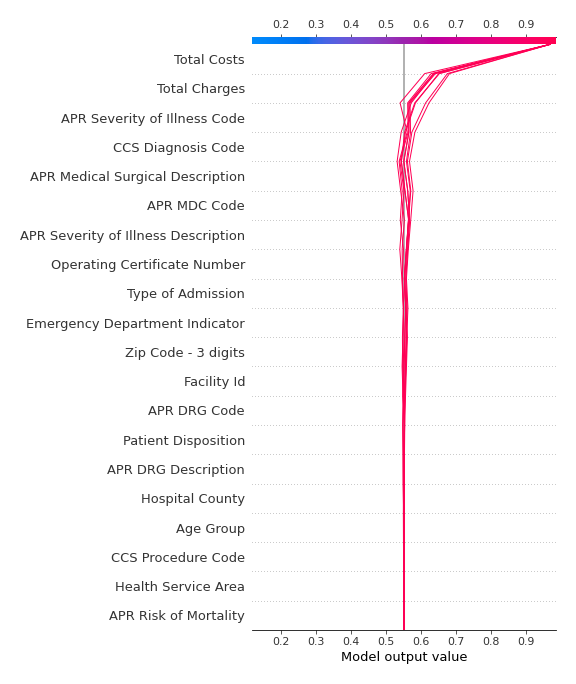 0.2 0.3 0.4 0.5 0.6 0.7 0.8 0.9
Total Costs
Total Charges
APR Severity of Illness Code
CCS Diagnosis Code
APR Medical Surgical Description
APR MDC Code
APR Severity of Illness Description
Operating Certificate Number
Type of Admission
Emergency Department Indicator
Zip Code - 3 digits
Facility Id
APR DRG Code
Patient Disposition
APR DRG Description
Hospital County
Age Group
CCS Procedure Code
Health Service Area
APR Risk of Mortality
0.2 0.3 0.4 0.5 0.6 0.7 0.8 0.9
Model output value